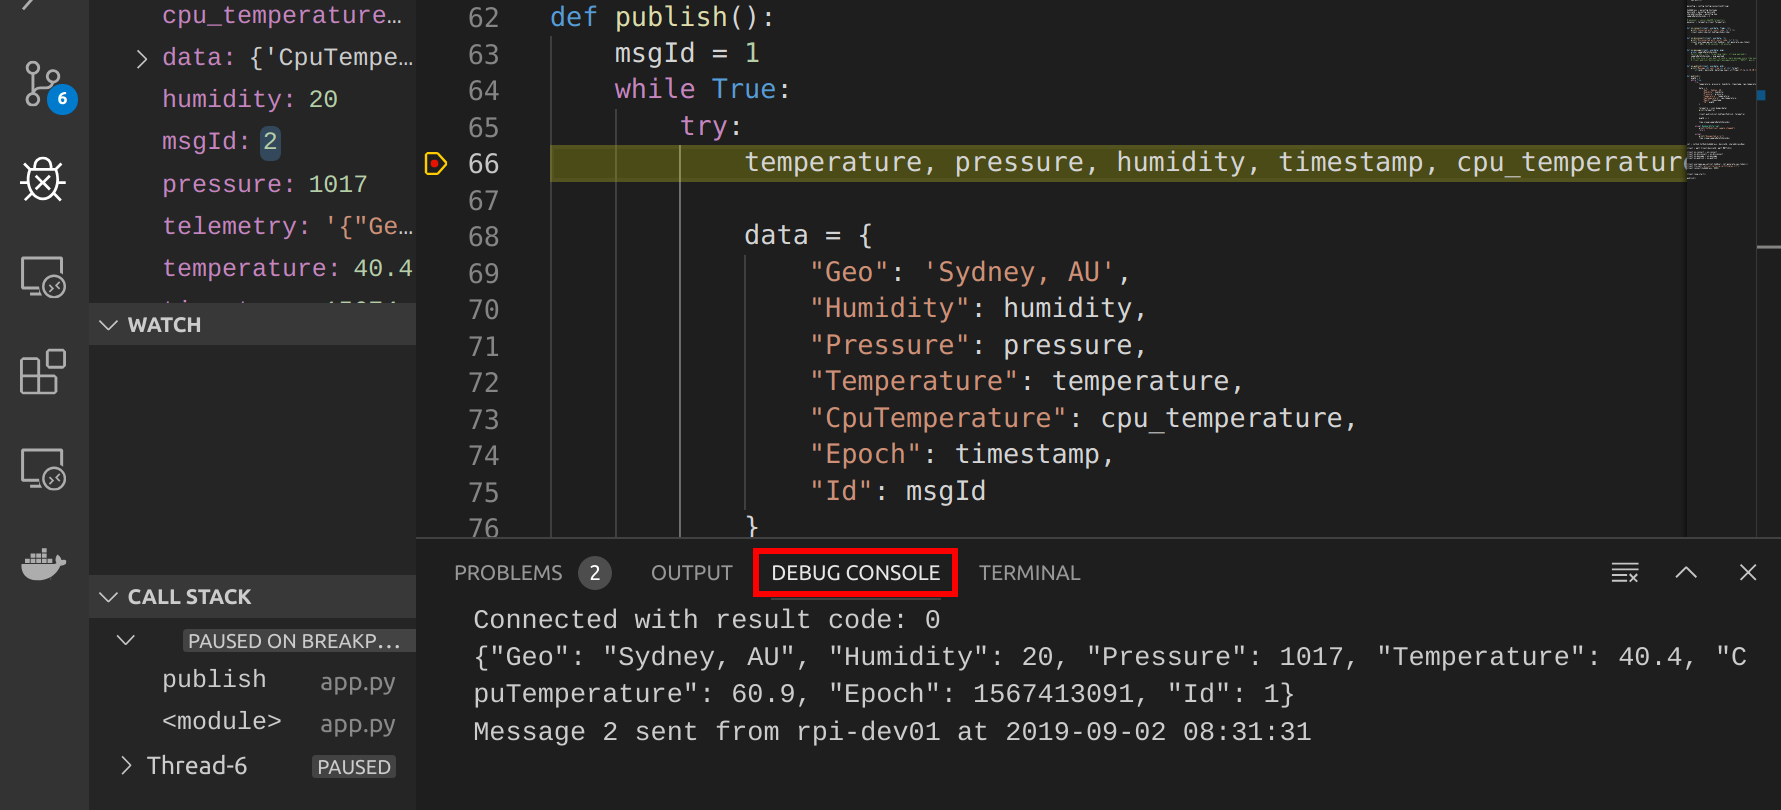 cpu_temperature…
data: {'CpuTempe…
humidity: 20
msgId: 2
pressure: 1017
telemetry: '{"Ge…
temperature: 40.4
WATCH
CALL STACK
PAUSED ON BREAKP…
publish app.py
<module> app.py
Thread-6 PAUSED
6
62 def publish():
63 msgId = 1
64 while True:
65 try:
66 temperature, pressure, humidity, timestamp, cpu_temperatur
67
68 data = {
69 "Geo": 'Sydney, AU',
70 "Humidity": humidity,
71 "Pressure": pressure,
72 "Temperature": temperature,
73 "CpuTemperature": cpu_temperature,
74 "Epoch": timestamp,
75 "Id": msgId
76 }
PROBLEMS 2 OUTPUT DEBUG CONSOLE TERMINAL
Connected with result code: 0
{"Geo": "Sydney, AU", "Humidity": 20, "Pressure": 1017, "Temperature": 40.4, "C
puTemperature": 60.9, "Epoch": 1567413091, "Id": 1}
Message 2 sent from rpi-dev01 at 2019-09-02 08:31:31